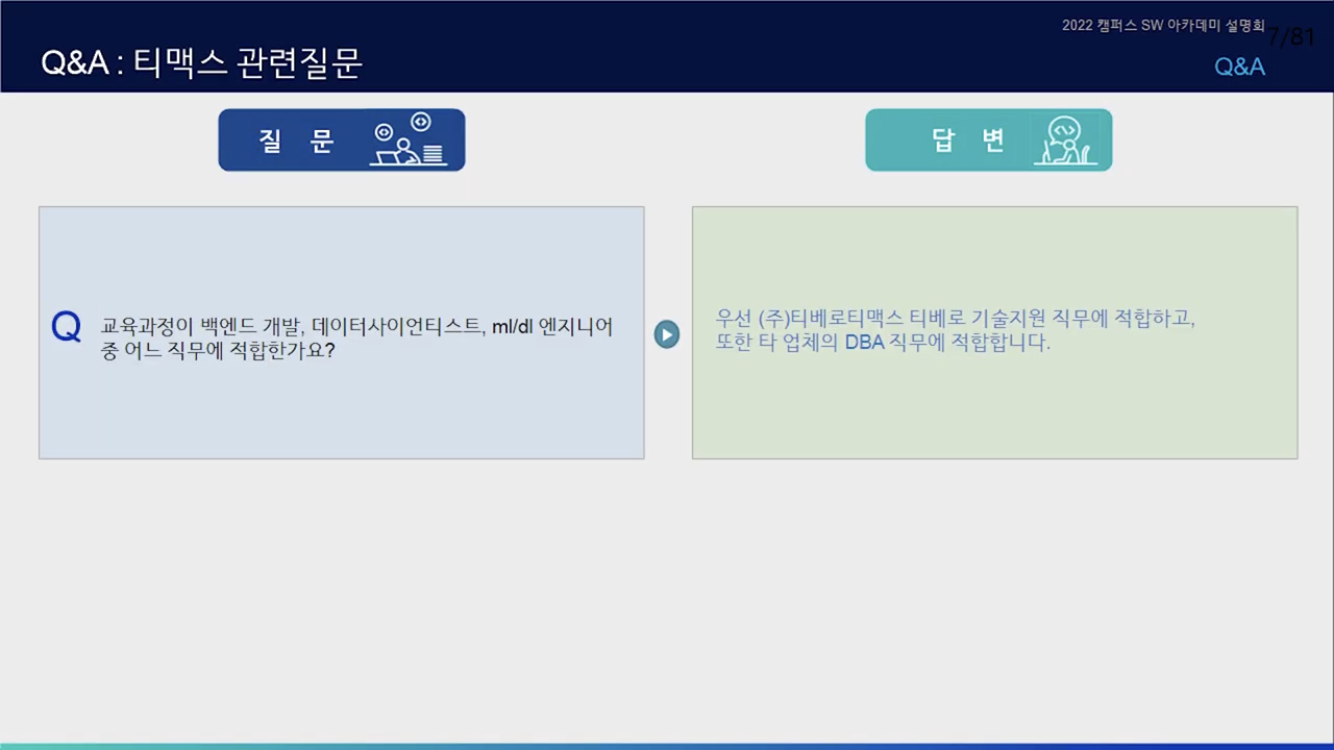 2022 캠퍼스 SW 아카데미 설명회
7/81
Q&A : 티맥스 관련질문
Q&A
질 문
답 변
Q 교육과정이 백엔드 개발, 데이터사이언티스트, ml/dl 엔지니어
중 어느 직무에 적합한가요?
우선 (주)티베로티맥스 티베로 기술지원 직무에 적합하고,
또한 타 업체의 DBA 직무에 적합합니다.